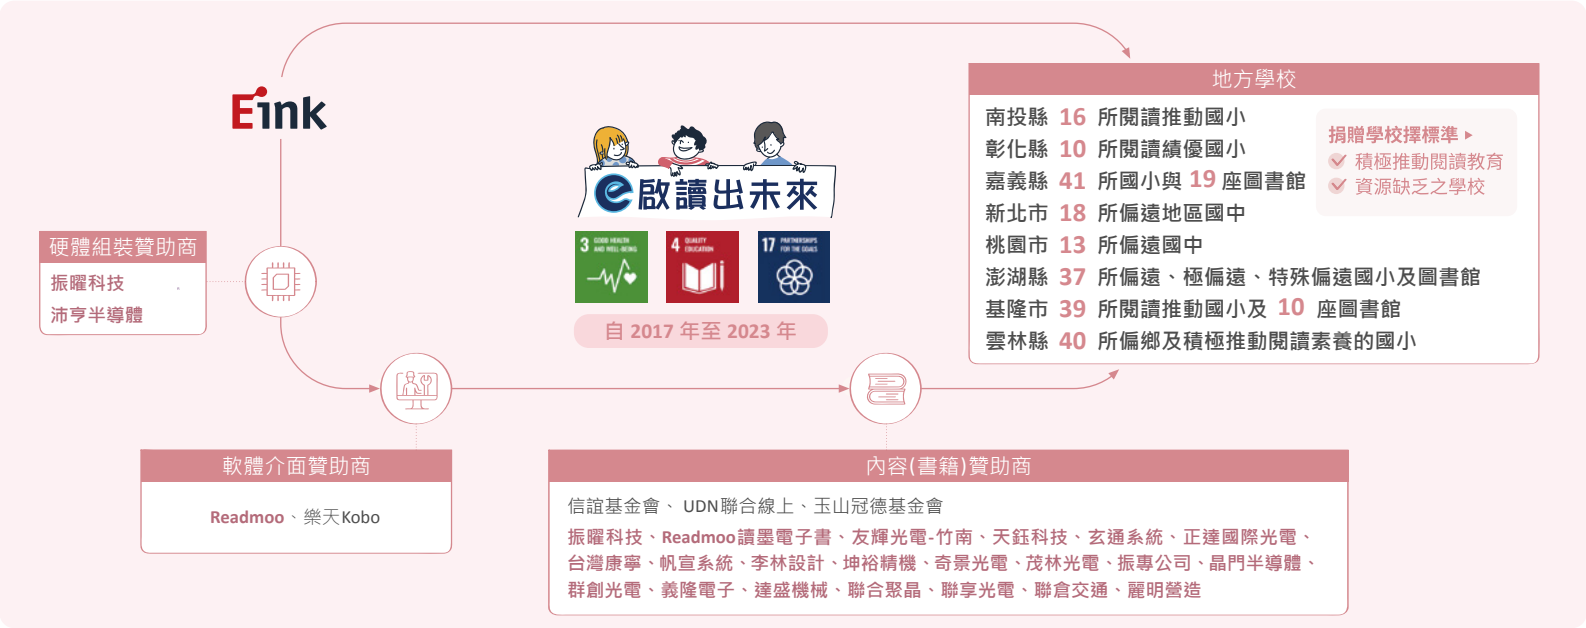 Eink
硬體組裝贊助商
振曜科技
沛亨半導體
e啟讀出未來
3 GOOD HEALTH AND WELL-BEING
4 QUALITY EDUCATION
17 PARTNERSHIPS FOR THE GOALS
自 2017 年至 2023 年
地方學校
南投縣 16 所閱讀推動國小
彰化縣 10 所閱讀績優國小
嘉義縣 41 所國小與 19 座圖書館
新北市 18 所偏遠地區國中
桃園市 13 所偏遠國中
澎湖縣 37 所偏遠、極偏遠、特殊偏遠國小及圖書館
基隆市 39 所閱讀推動國小及 10 座圖書館
雲林縣 40 所偏鄉及積極推動閱讀素養的國小
捐贈學校擇標準
積極推動閱讀教育
資源缺乏之學校
軟體介面贊助商
Readmoo、樂天Kobo
內容(書籍)贊助商
信誼基金會、 UDN聯合線上、玉山冠德基金會
振曜科技、Readmoo讀墨電子書、友輝光電-竹南、天鈺科技、玄通系統、正達國際光電、
台灣康寧、帆宣系統、李林設計、坤裕精機、奇景光電、茂林光電、振專公司、晶門半導體、
群創光電、義隆電子、達盛機械、聯合聚晶、聯享光電、聯倉交通、麗明營造